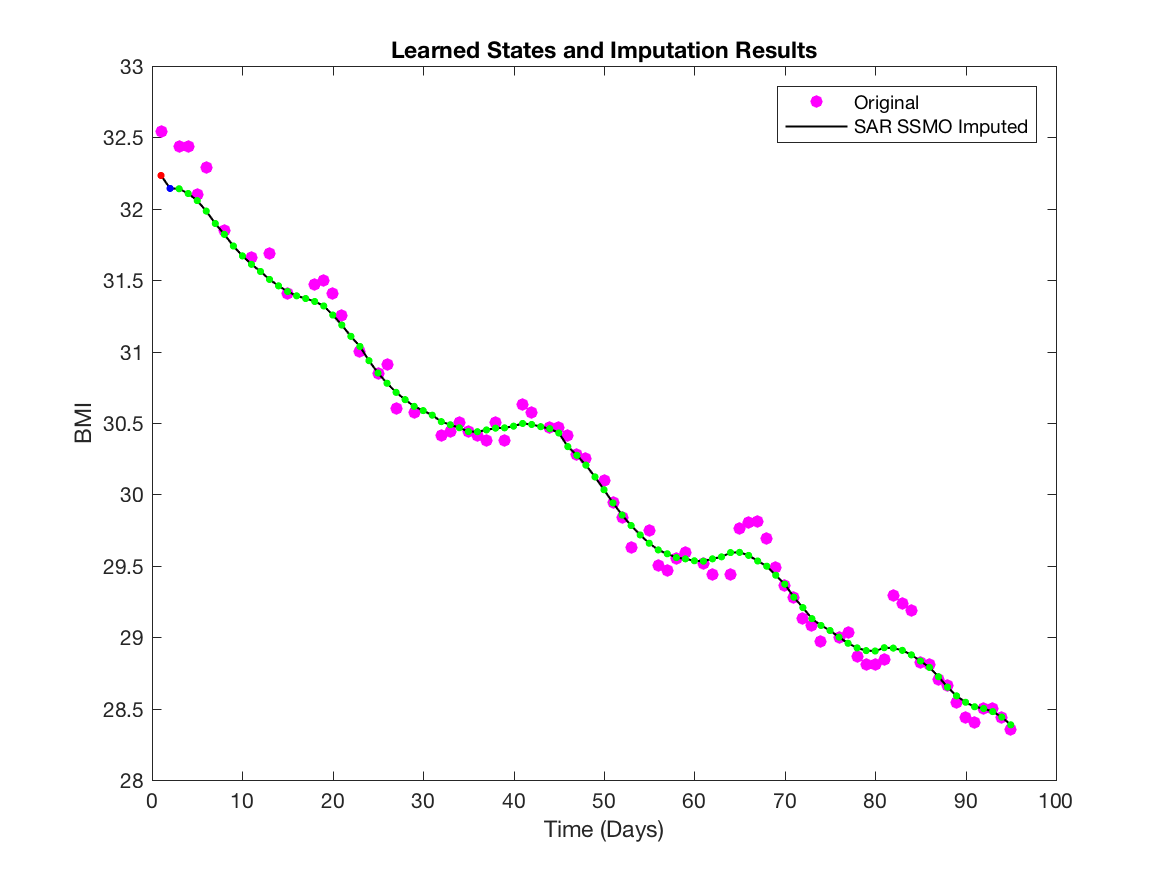 Learned States and Imputation Results
33
32.5
32
31.5
31
30.5
30
29.5
29
28.5
28
BMI
Original
SAR SSMO Imputed
0 10 20 30 40 50 60 70 80 90 100
Time (Days)